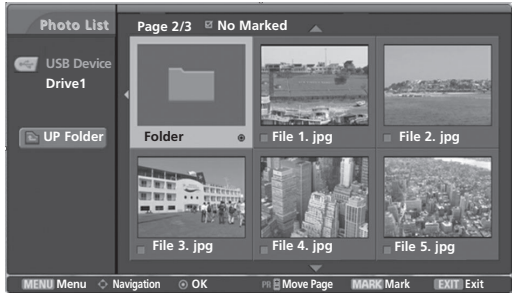 Photo List
Page 2/3 No Marked
USB Device
Drive1
UP Folder
Folder
File 1. jpg
File 2. jpg
File 3. jpg
File 4. jpg
File 5. jpg
MENU Menu Navigation OK PR Move Page MARK Mark EXIT Exit